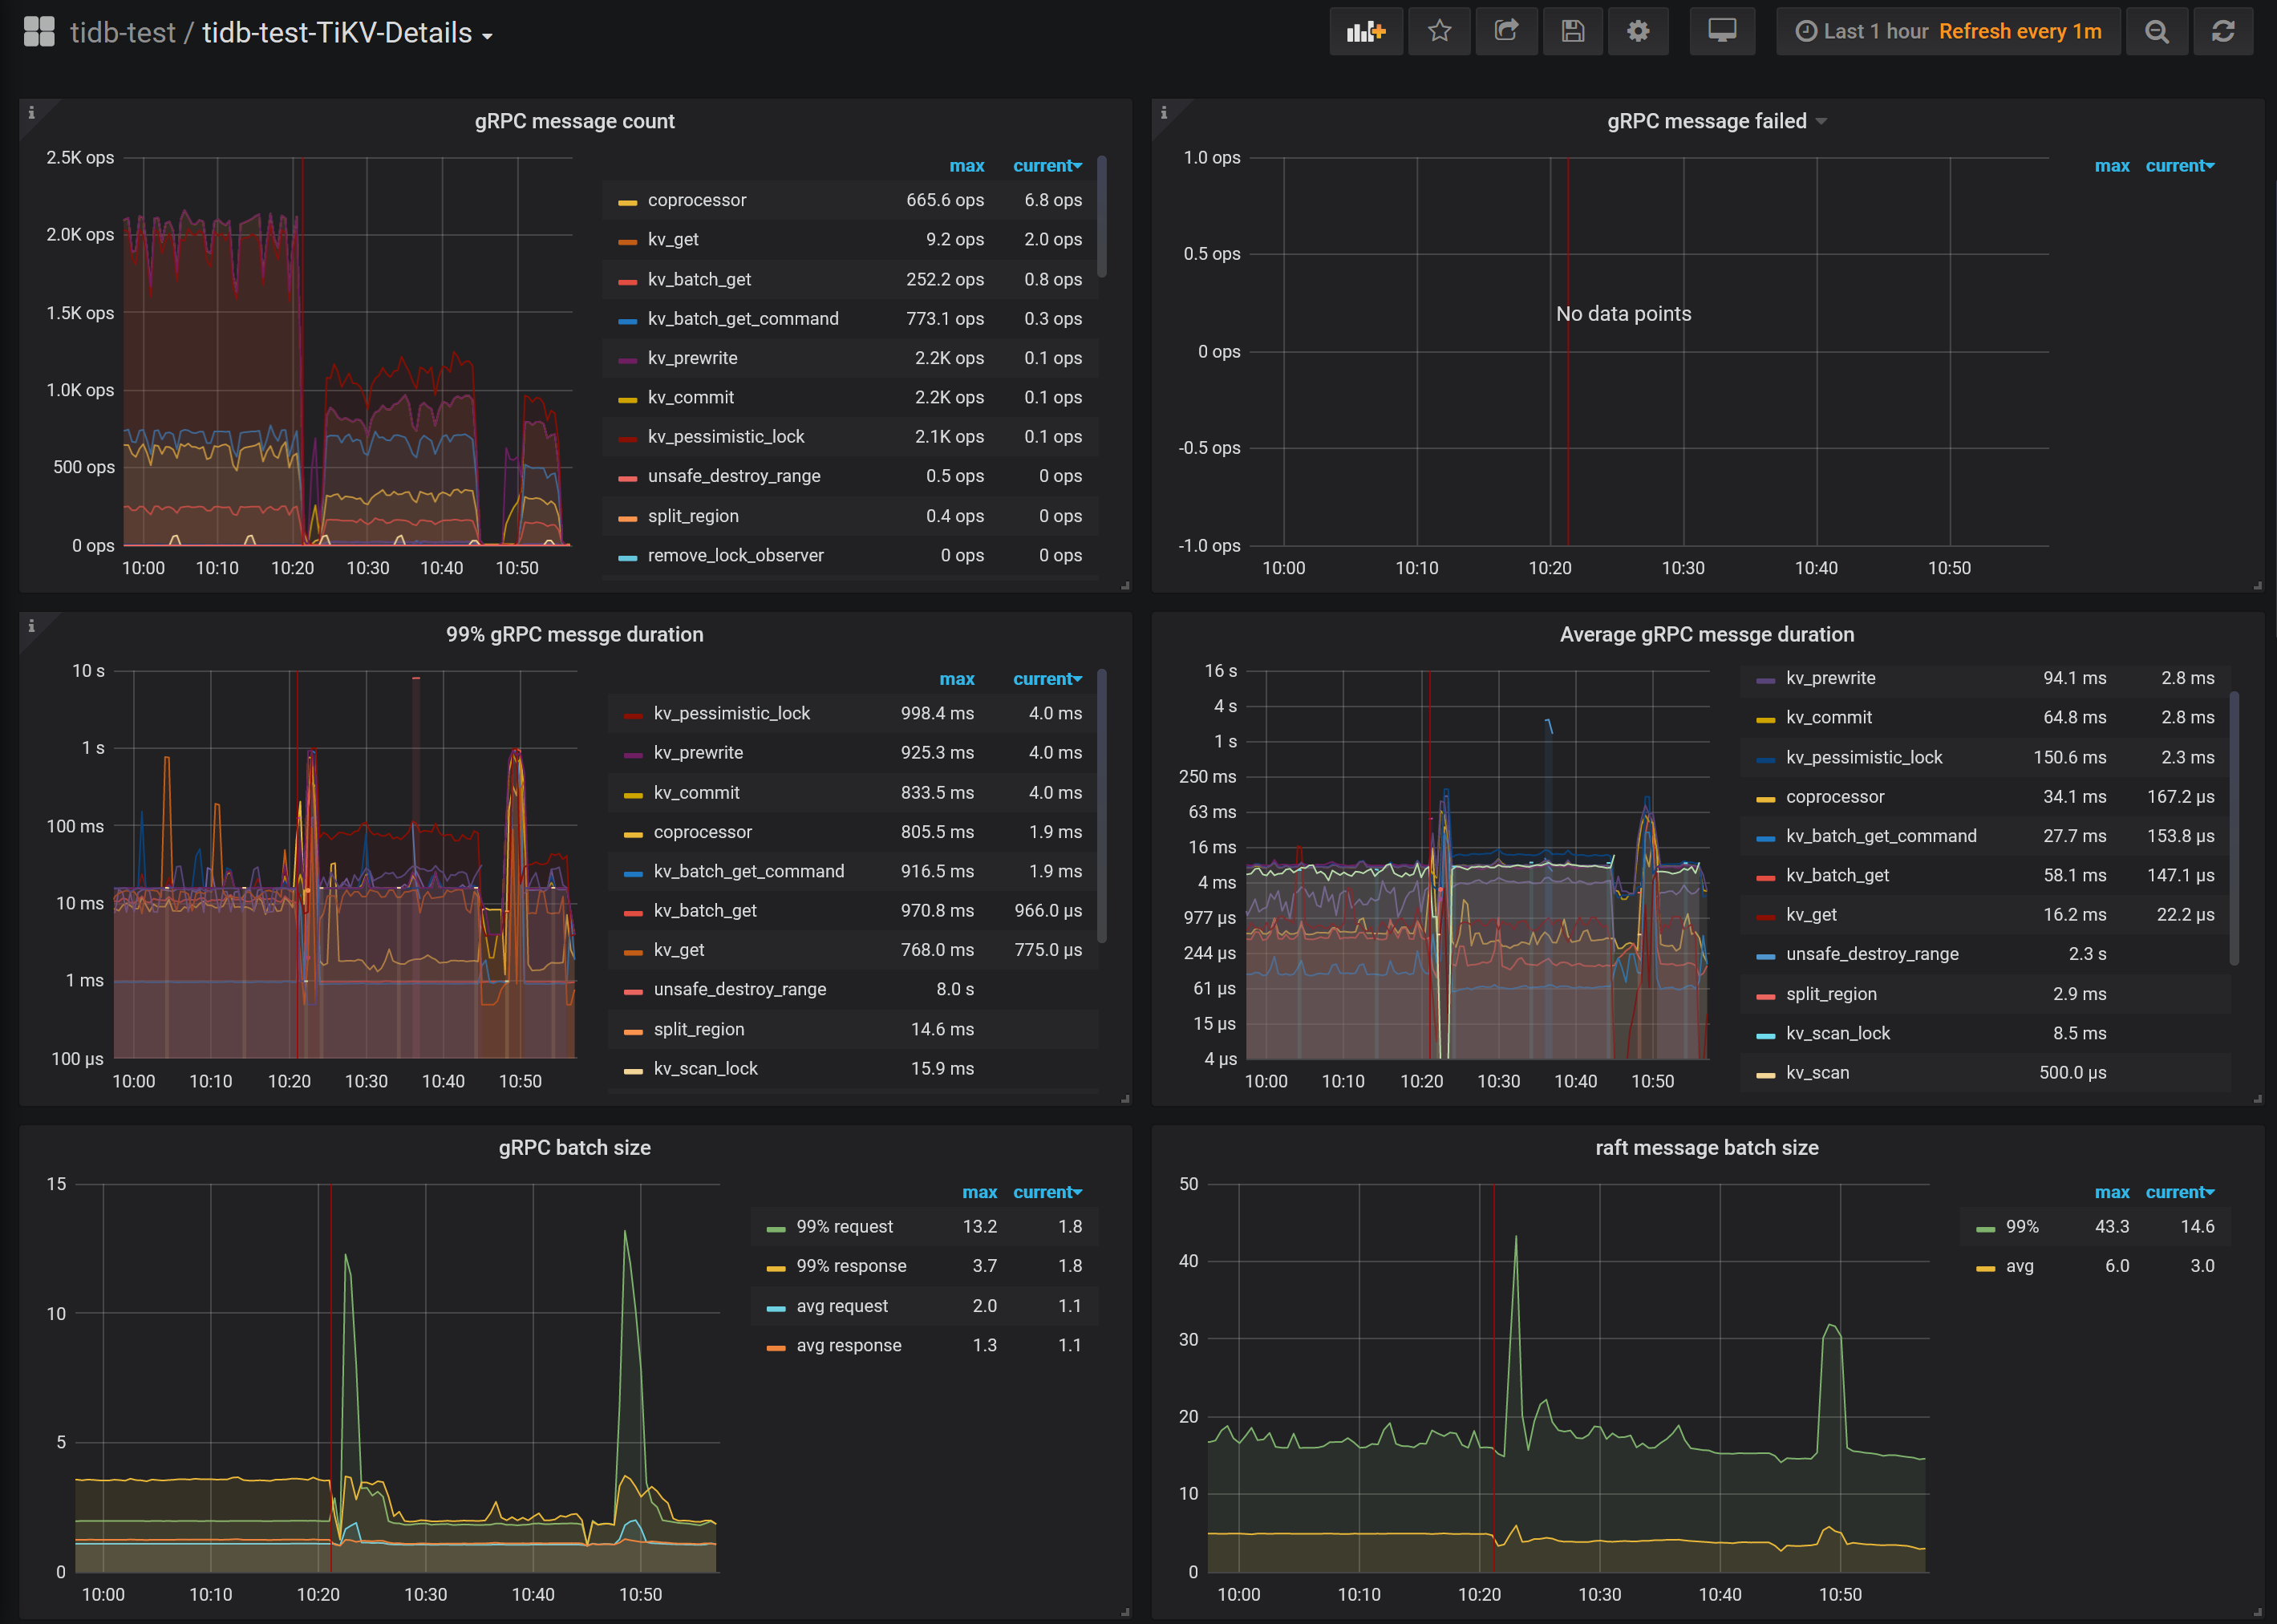 tidb-test / tidb-test-TiKV-Details
Last 1 hour Refresh every 1m
gRPC message count
2.5K ops
2.0K ops
1.5K ops
1.0K ops
500 ops
0 ops
10:00 10:10 10:20 10:30 10:40 10:50
max current
coprocessor 665.6 ops 6.8 ops
kv_get 9.2 ops 2.0 ops
kv_batch_get 252.2 ops 0.8 ops
kv_batch_get_command 773.1 ops 0.3 ops
kv_prewrite 2.2K ops 0.1 ops
kv_commit 2.2K ops 0.1 ops
kv_pessimistic_lock 2.1K ops 0.1 ops
unsafe_destroy_range 0.5 ops 0 ops
split_region 0.4 ops 0 ops
remove_lock_observer 0 ops 0 ops
gRPC message failed
1.0 ops
0.5 ops
0 ops
-0.5 ops
-1.0 ops
No data points
10:00 10:10 10:20 10:30 10:40 10:50
max current
99% gRPC messge duration
10 s
1 s
100 ms
10 ms
1 ms
100 µs
10:00 10:10 10:20 10:30 10:40 10:50
max current
kv_pessimistic_lock 998.4 ms 4.0 ms
kv_prewrite 925.3 ms 4.0 ms
kv_commit 833.5 ms 4.0 ms
coprocessor 805.5 ms 1.9 ms
kv_batch_get_command 916.5 ms 1.9 ms
kv_batch_get 970.8 ms 966.0 µs
kv_get 768.0 ms 775.0 µs
unsafe_destroy_range 8.0 s
split_region 14.6 ms
kv_scan_lock 15.9 ms
Average gRPC messge duration
16 s
4 s
1 s
250 ms
63 ms
16 ms
4 ms
977 µs
244 µs
61 µs
15 µs
4 µs
10:00 10:10 10:20 10:30 10:40 10:50
kv_prewrite 94.1 ms 2.8 ms
kv_commit 64.8 ms 2.8 ms
kv_pessimistic_lock 150.6 ms 2.3 ms
coprocessor 34.1 ms 167.2 µs
kv_batch_get_command 27.7 ms 153.8 µs
kv_batch_get 58.1 ms 147.1 µs
kv_get 16.2 ms 22.2 µs
unsafe_destroy_range 2.3 s
split_region 2.9 ms
kv_scan_lock 8.5 ms
kv_scan 500.0 µs
gRPC batch size
15
10
5
0
10:00 10:10 10:20 10:30 10:40 10:50
max current
99% request 13.2 1.8
99% response 3.7 1.8
avg request 2.0 1.1
avg response 1.3 1.1
raft message batch size
50
40
30
20
10
0
10:00 10:10 10:20 10:30 10:40 10:50
max current
99% 43.3 14.6
avg 6.0 3.0